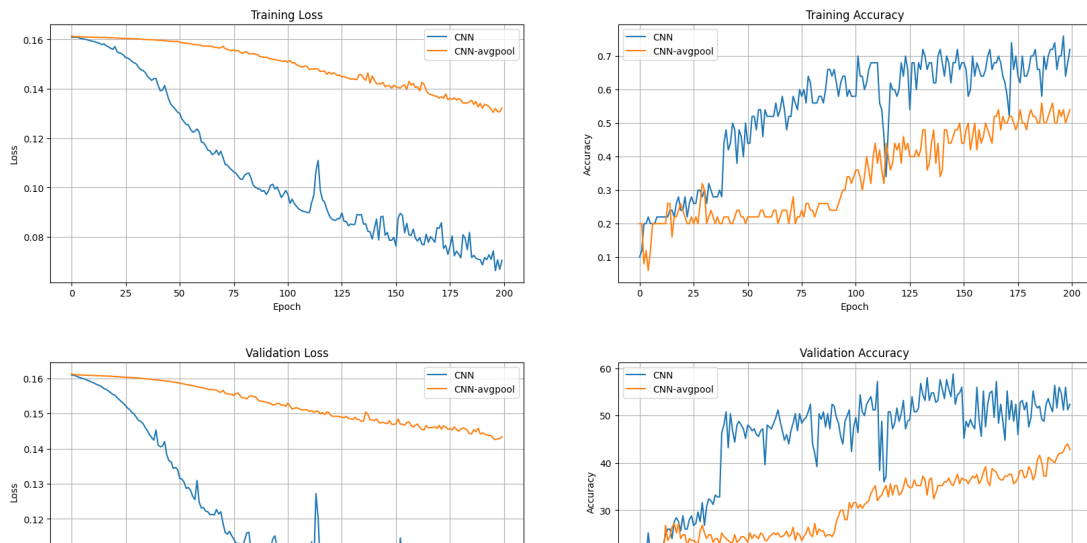 Training Loss
0.16
0.14
0.12
0.10
0.08
Loss
CNN
CNN-avgpool
0
25
50
75
100
125
150
175
200
Epoch
Training Accuracy
0.7
0.6
0.5
0.4
0.3
0.2
0.1
Accuracy
CNN
CNN-avgpool
0
25
50
75
100
125
150
175
200
Epoch
Validation Loss
0.16
0.15
0.14
0.13
0.12
Loss
CNN
CNN-avgpool
Validation Accuracy
60
50
40
30
Accuracy
CNN
CNN-avgpool